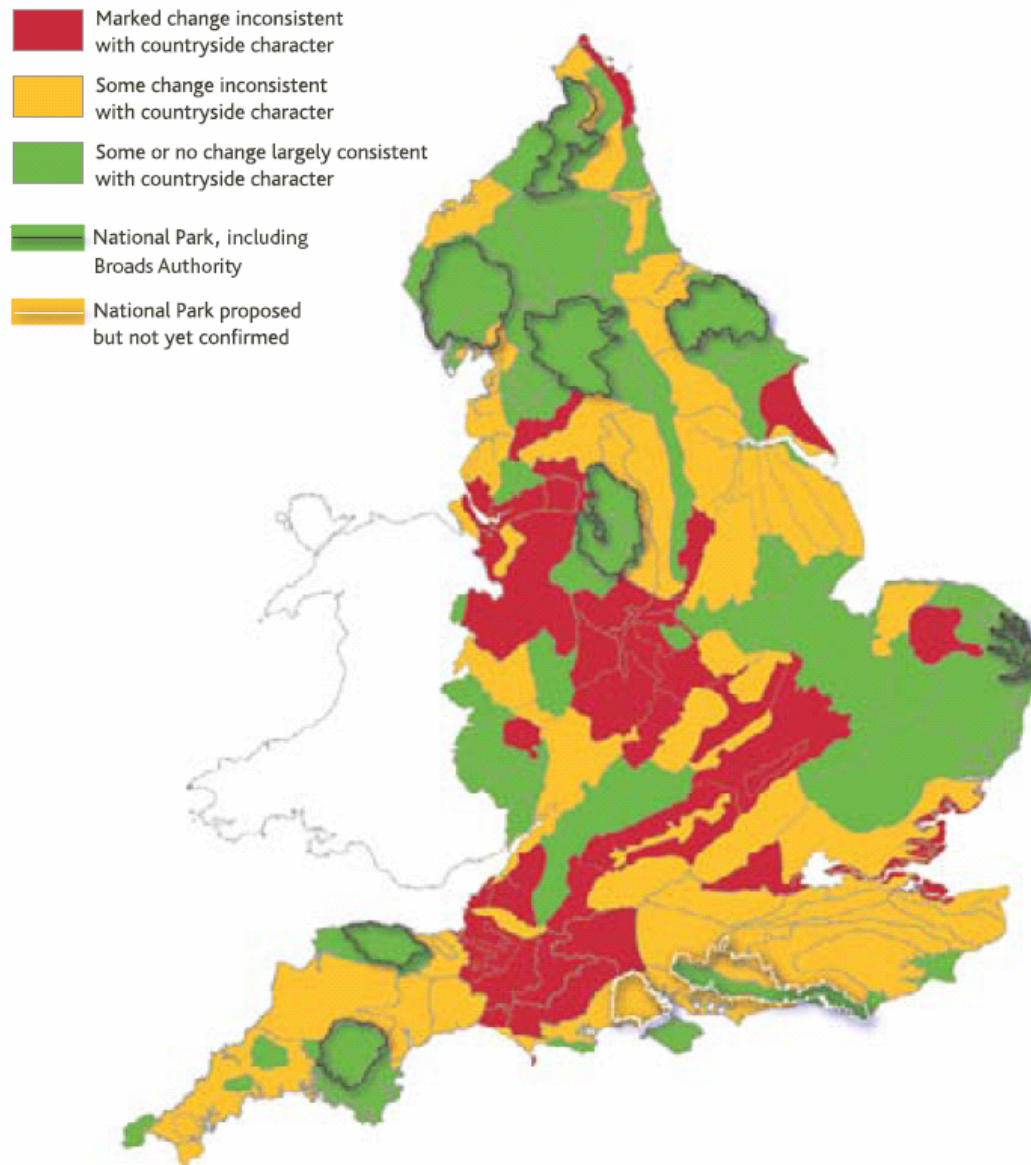 Marked change inconsistent
with countryside character
Some change inconsistent
with countryside character
Some or no change largely consistent
with countryside character
National Park, including
Broads Authority
National Park proposed
but not yet confirmed